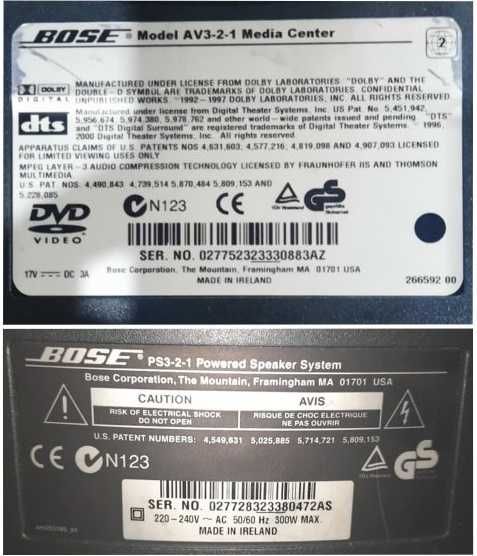 BOSE® Model AV3-2-1 Media Center
2
DOLBY
DIGITAL
MANUFACTURED UNDER LICENSE FROM DOLBY LABORATORIES "DOLBY" AND THE
DOUBLE-D SYMBOL ARE TRADEMARKS OF DOLBY LABORATORIES. CONFIDENTIAL
UNPUBLISHED WORKS. ©1992-1997 DOLBY LABORATORIES, INC. ALL RIGHTS RESERVED
dts
Manufactured under license from Digital Theater Systems, Inc US Pat No. 5,451,942,
5,956,674, 5,974,380, 5,978,762 and other world-wide patents issued and pending "DTS"
and "DTS Digital Surround" are registered trademarks of Digital Theater Systems. 1996,
2000 Digital Theater Systems, Inc. All rights reserved
APPARATUS CLAIMS OF U.S. PATENTS NOS 4,631,603; 4,577,216, 4,819,098 AND 4,907,093 LICENSED
FOR LIMITED VIEWING USES ONLY
MPEG LAYER-3 AUDIO COMPRESSION TECHNOLOGY LICENSED BY FRAUNHOFER IIS AND THOMSON
MULTIMEDIA.
U.S. PAT. NOS. 4,490,843 4,739,514 5,870,484 5,809,153 AND
5,228,085
DVD
VIDEO
N123
CE
GS
geprüfte
Sicherheit
SER. NO. 027752323330883AZ
17V DC 3A
Bose Corporation, The Mountain, Framingham MA 01701 USA
MADE IN IRELAND
266592 00
BOSE® PS3-2-1 Powered Speaker System
Bose Corporation, The Mountain, Framingham MA 01701 USA
CAUTION
AVIS
RISK OF ELECTRICAL SHOCK
DO NOT OPEN
RISQUE DE CHOC ELECTRIQUE
NE PAS OUVRIR
U.S. PATENT NUMBERS: 4,549,631 5,025,885 5,714,721 5,809,153
CE
N123
GS
SER. NO. 027728323380472AS
220-240V ~ AC 50/60 Hz 300W MAX.
MADE IN IRELAND